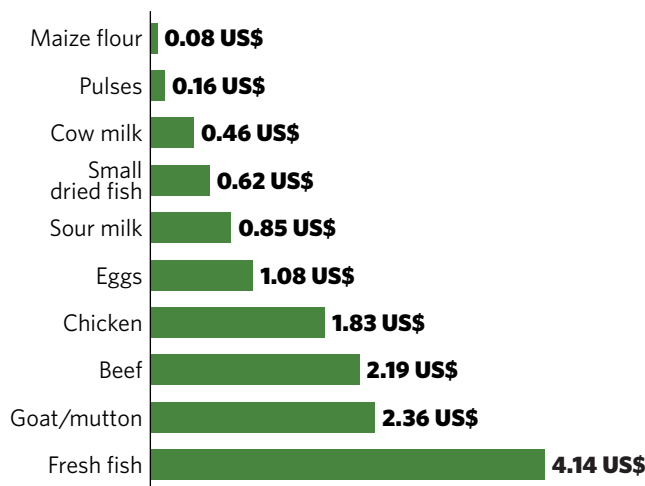 Maize flour 0.08 US$
Pulses 0.16 US$
Cow milk 0.46 US$
Small
dried fish 0.62 US$
Sour milk 0.85 US$
Eggs 1.08 US$
Chicken 1.83 US$
Beef 2.19 US$
Goat/mutton 2.36 US$
Fresh fish 4.14 US$